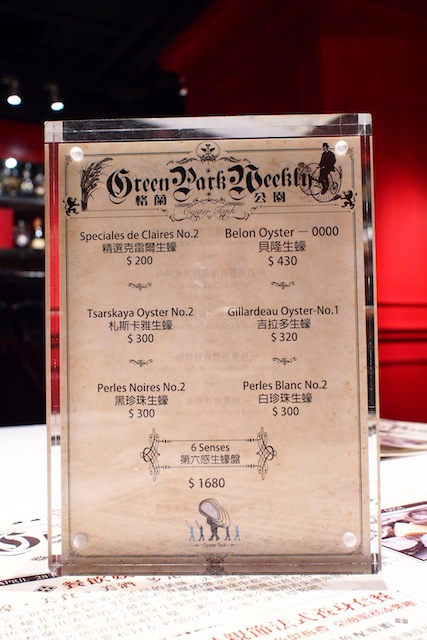 Green Park Weekly
格蘭 公園
Oyster Tank
Speciales de Claires No.2
精選克雷爾生蠔
$ 200
Belon Oyster — 0000
貝隆生蠔
$ 430
Tsarskaya Oyster No.2
札斯卡雅生蠔
$ 300
Gillardeau Oyster-No.1
吉拉多生蠔
$ 320
Perles Noires No.2
黑珍珠生蠔
$ 300
Perles Blanc No.2
白珍珠生蠔
$ 300
6 Senses
第六感生蠔盤
$ 1680
Oyster Tank